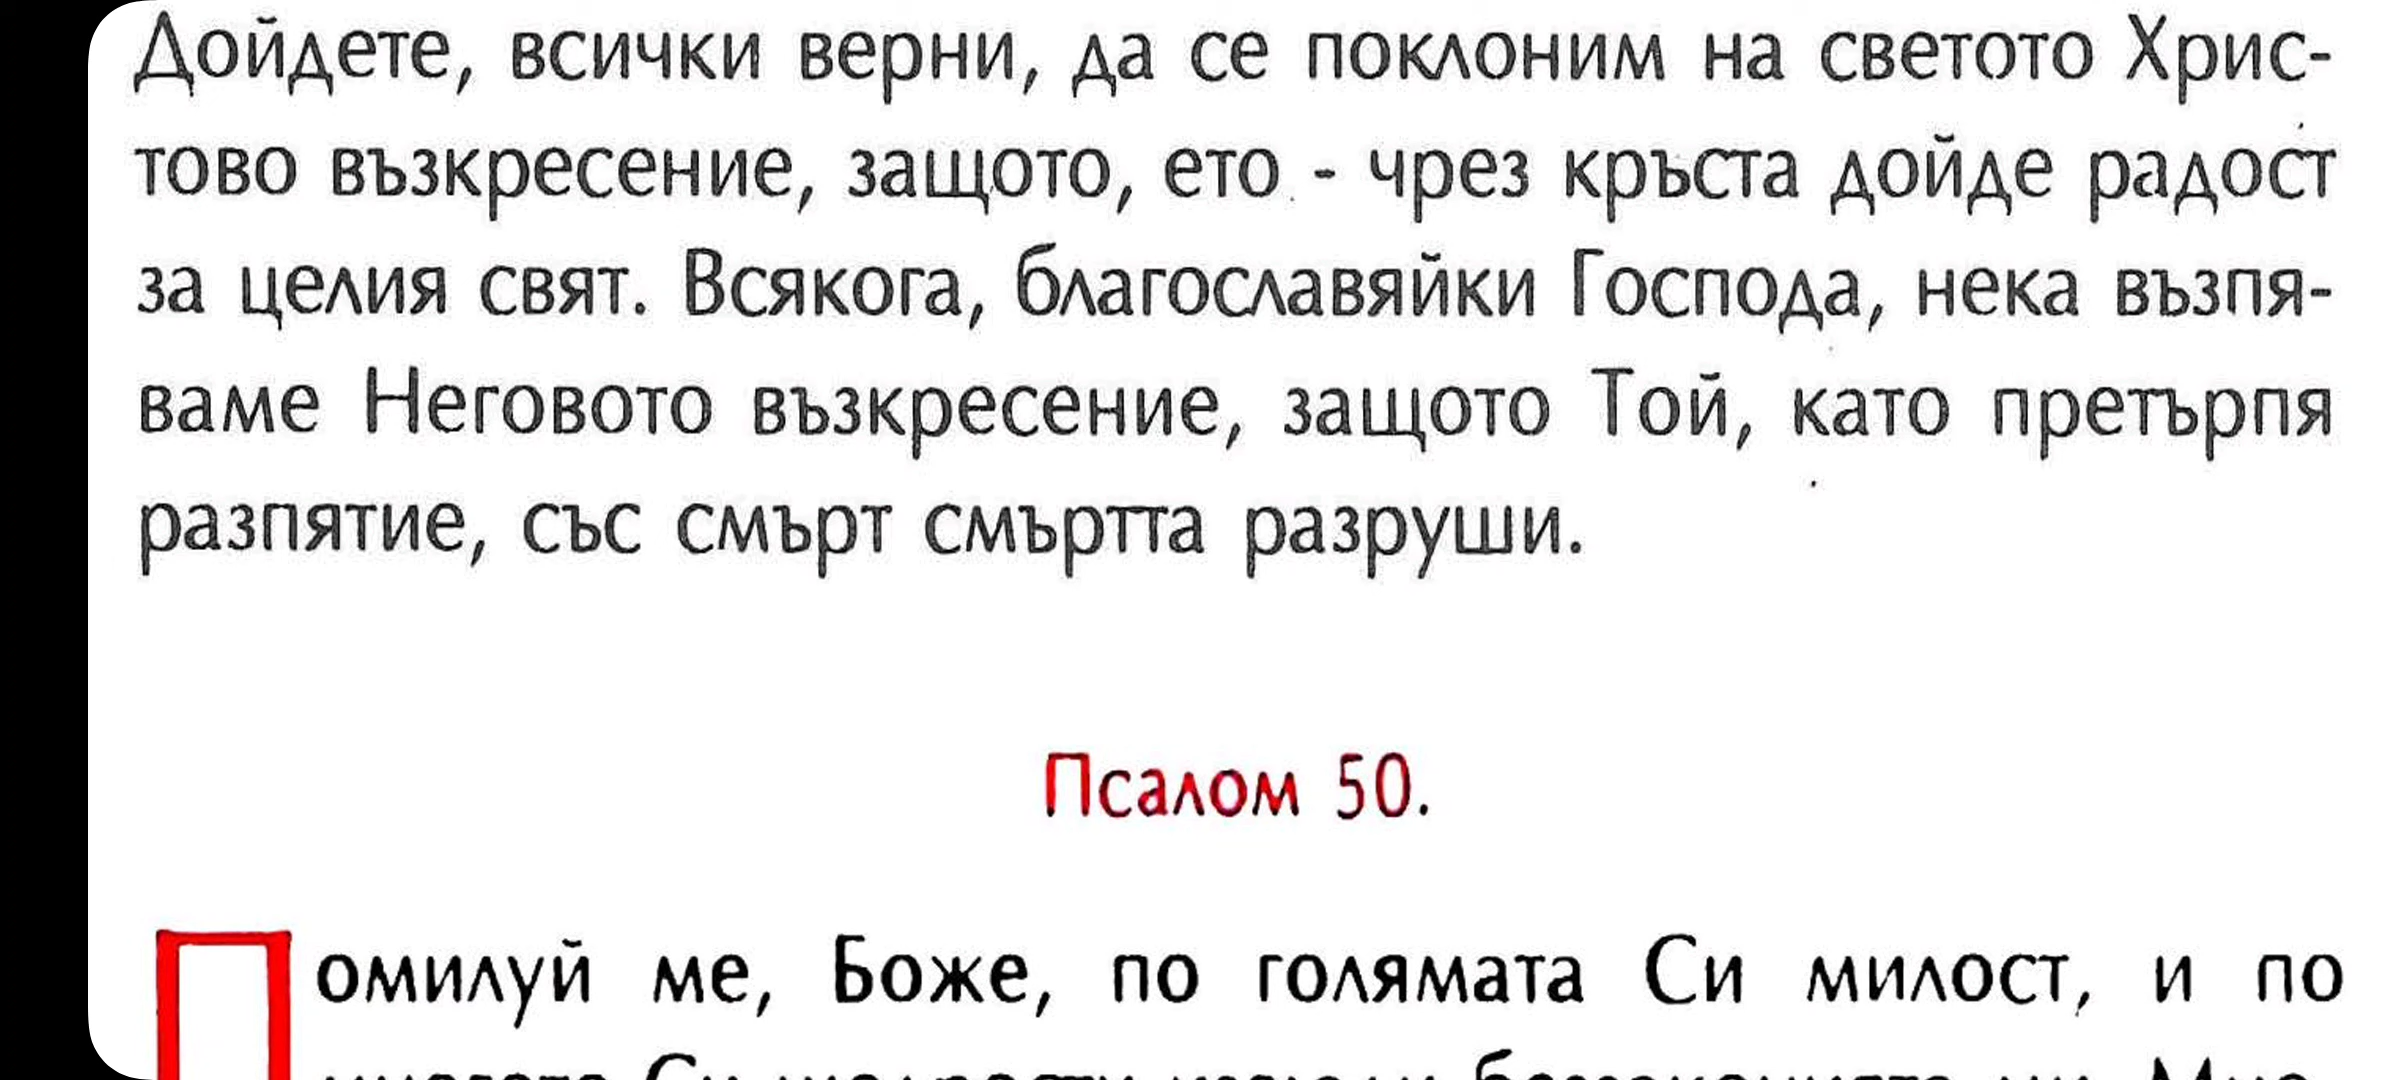 Дойдете, всички верни, да се поклоним на светото Хрис-
тово възкресение, защото, ето - чрез кръста дойде радост
за целия свят. Всякога, благославяйки Господа, нека възпя-
ваме Неговото възкресение, защото Той, като претърпя
разпятие, със смърт смъртта разруши.
Псалом 50.
Помилуй ме, Боже, по голямата Си милост, и по